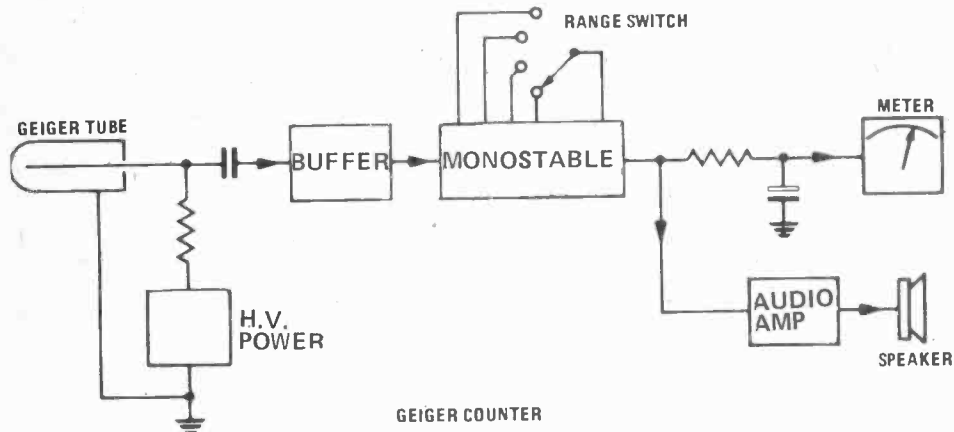 RANGE SWITCH
METER
GEIGER TUBE
BUFFER
MONOSTABLE
H.V.
POWER
AUDIO
AMP
SPEAKER
GEIGER COUNTER